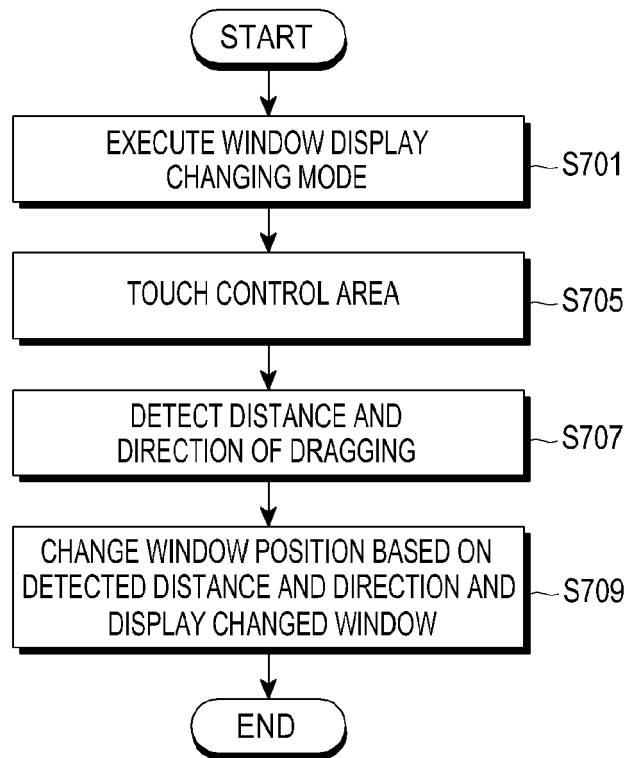 START
EXECUTE WINDOW DISPLAY
CHANGING MODE
S701
TOUCH CONTROL AREA
S705
DETECT DISTANCE AND
DIRECTION OF DRAGGING
S707
CHANGE WINDOW POSITION BASED ON
DETECTED DISTANCE AND DIRECTION AND
DISPLAY CHANGED WINDOW
S709
END